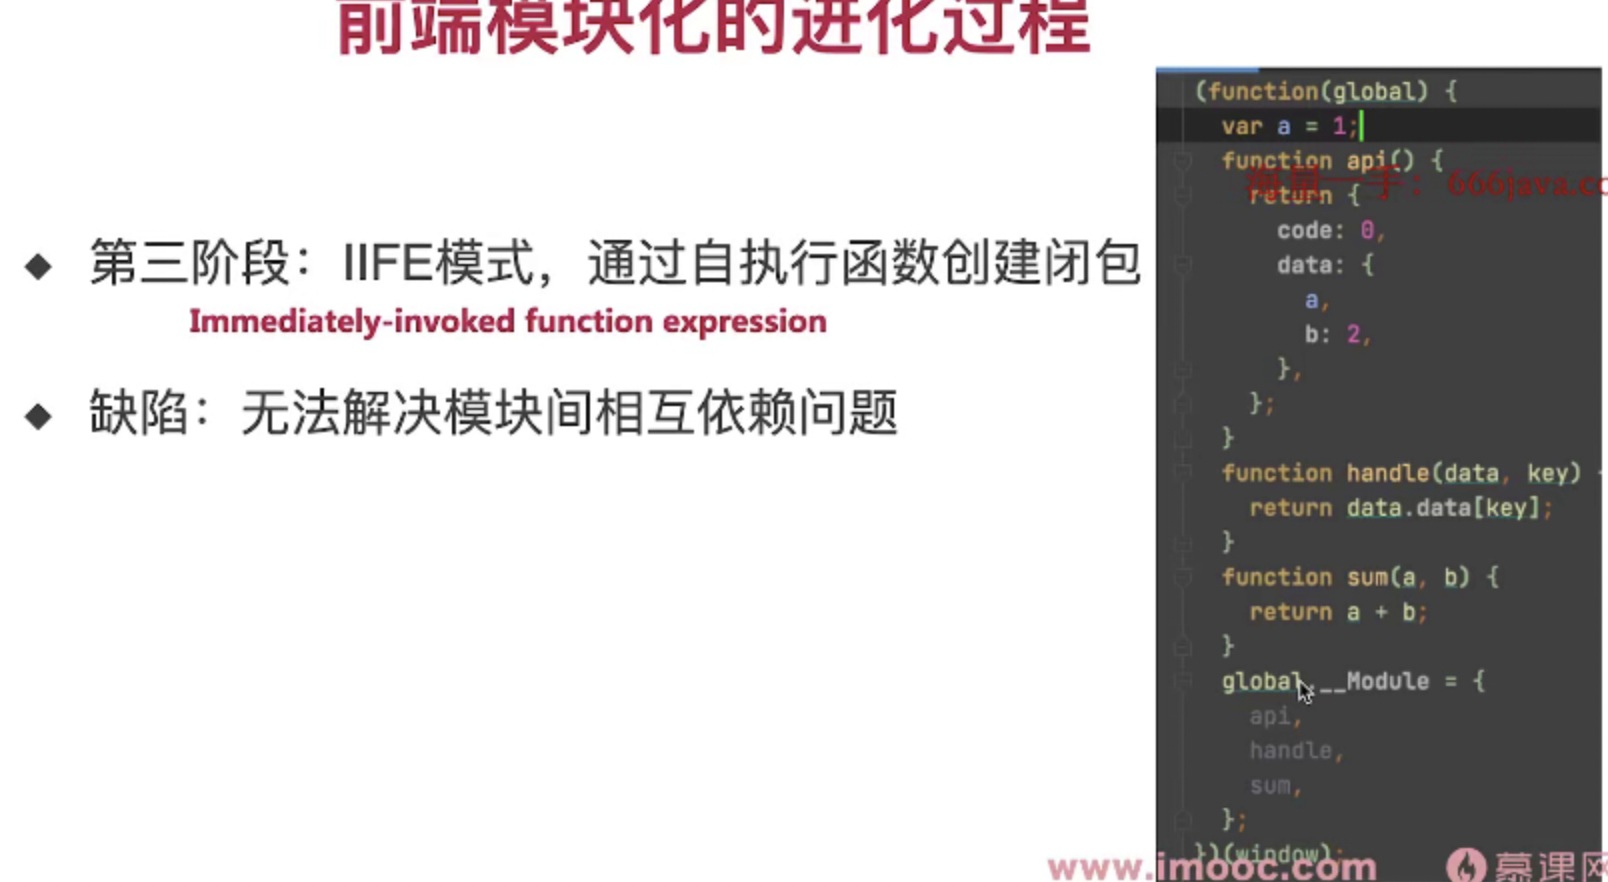 前端模块化的进化过程
◆ 第三阶段：IIFE模式，通过自执行函数创建闭包
Immediately-invoked function expression
◆ 缺陷：无法解决模块间相互依赖问题
(function(global) {
var a = 1;
function api() {
海量一手：666java.co
return {
code: 0,
data: {
a,
b: 2,
},
};
}
function handle(data, key) {
return data.data[key];
}
function sum(a, b) {
return a + b;
}
global.__Module = {
api,
handle,
sum,
};
})(window);
www.imooc.com 慕课网